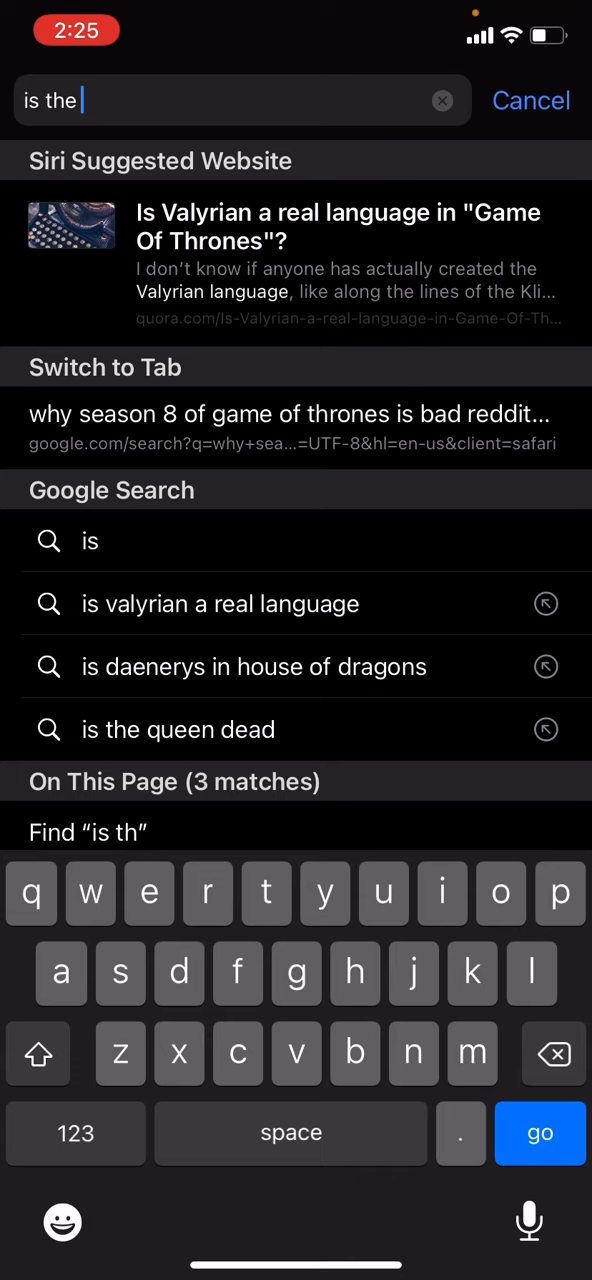 2:25
is the
Cancel
Siri Suggested Website
Is Valyrian a real language in "Game
Of Thrones"?
I don't know if anyone has actually created the
Valyrian language, like along the lines of the Kli...
quora.com/Is-Valyrian-a-real-language-in-Game-Of-Th...
Switch to Tab
why season 8 of game of thrones is bad reddit...
google.com/search?q=why+sea...=UTF-8&hl=en-us&client=safari
Google Search
is
is valyrian a real language
is daenerys in house of dragons
is the queen dead
On This Page (3 matches)
Find “is th”
q w e r t y u i o p
a s d f g h j k l
z x c v b n m
123 space . go